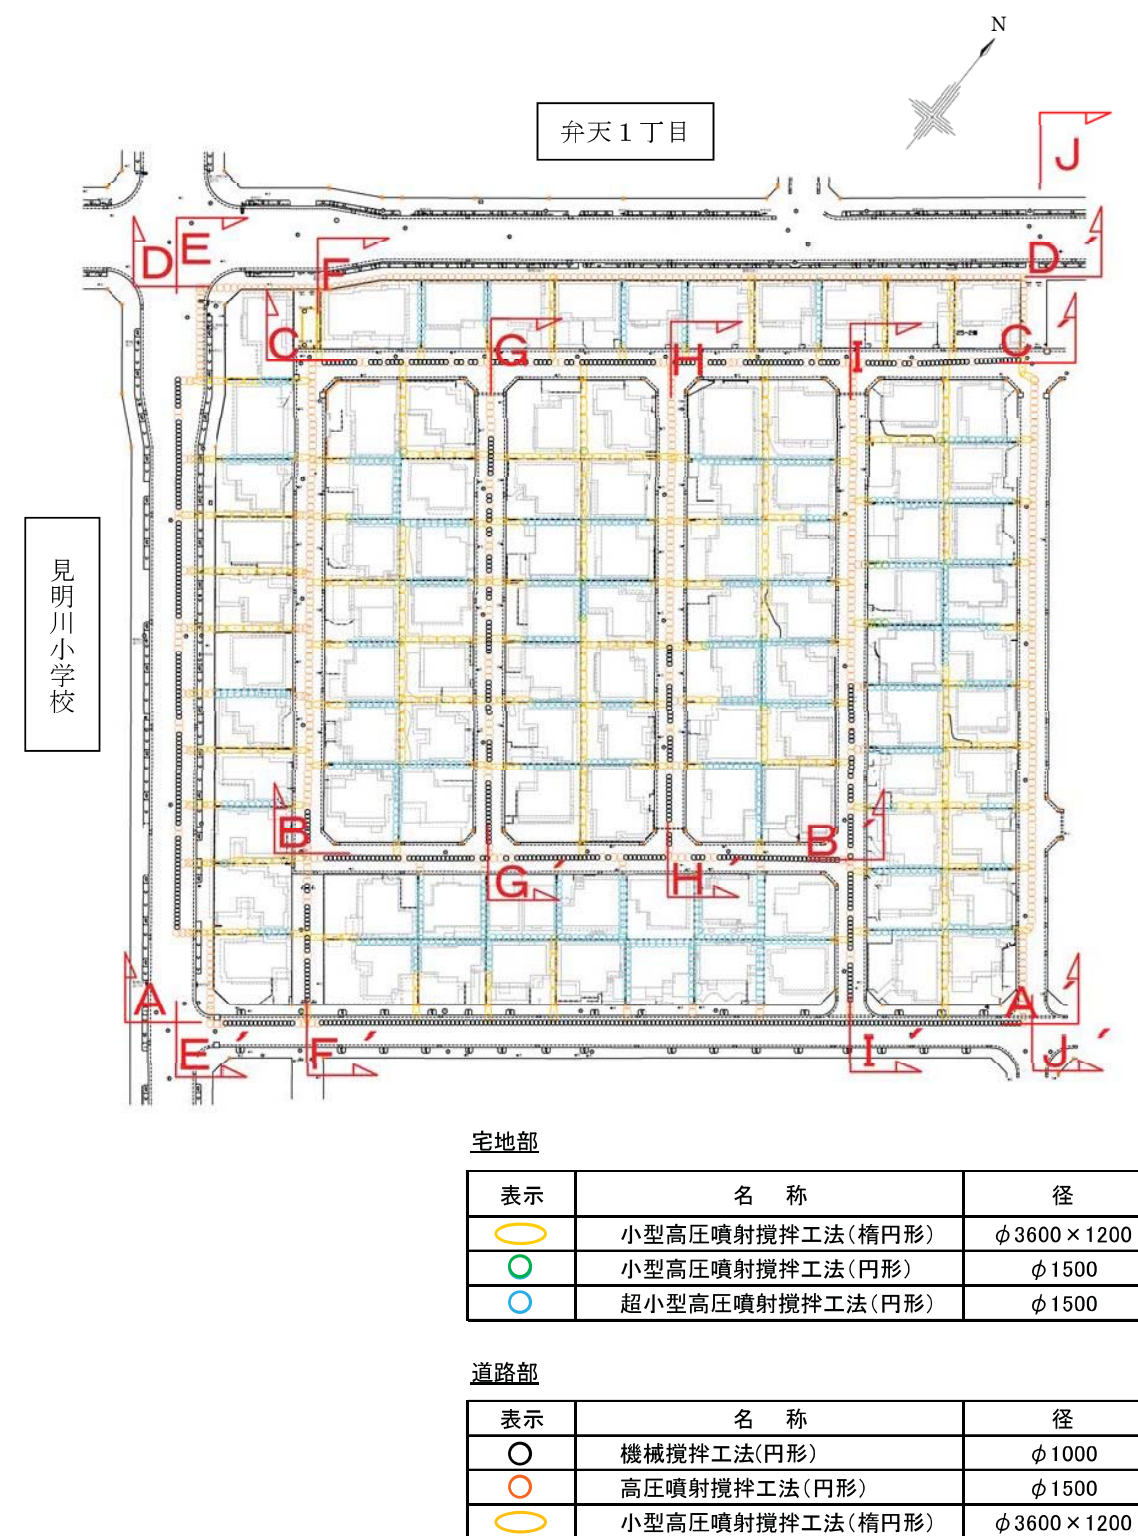 N
弁天1丁目
J
D
E
F
D′
C
G
H
I
C′
25-2番
見明川小学校
B
B′
G′
H′
A
A′
E′
F′
I′
J′
宅地部
表示 名 称 径
小型高圧噴射撹拌工法(楕円形) φ3600×1200
小型高圧噴射撹拌工法(円形) φ1500
超小型高圧噴射撹拌工法(円形) φ1500
道路部
表示 名 称 径
機械撹拌工法(円形) φ1000
高圧噴射撹拌工法(円形) φ1500
小型高圧噴射撹拌工法(楕円形) φ3600×1200